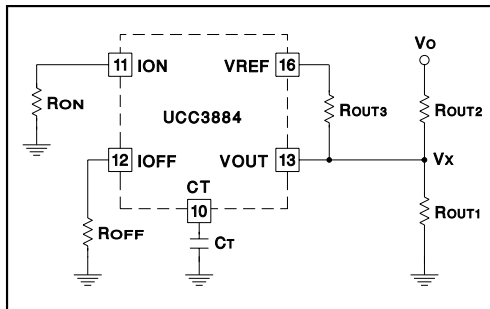 Vo
11 ION
VREF 16
RON
ROUT3
ROUT2
UCC3884
12 IOFF
VOUT 13
VX
CT
10
ROFF
CT
ROUT1